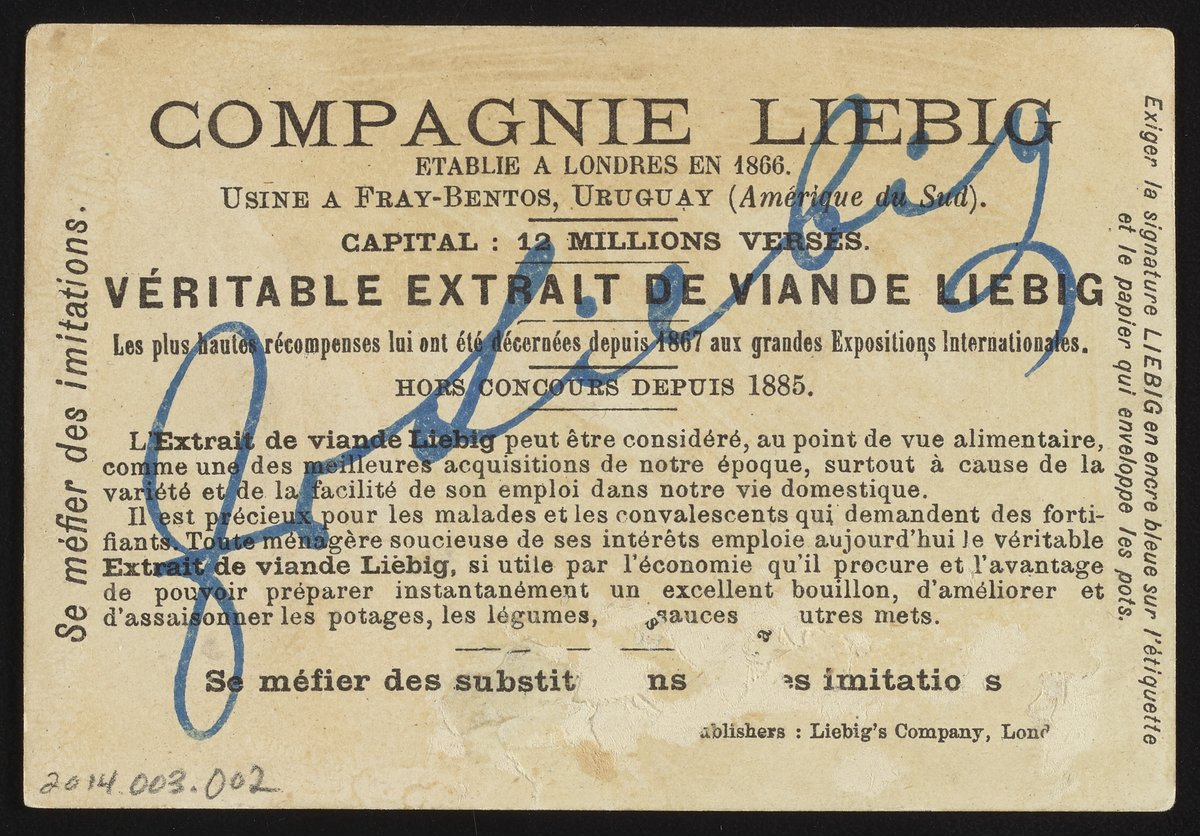 COMPAGNIE LIEBIG
ETABLIE A LONDRES EN 1866.
USINE A FRAY-BENTOS, URUGUAY (Amérique du Sud).
CAPITAL : 12 MILLIONS VERSÉS.
VÉRITABLE EXTRAIT DE VIANDE LIEBIG
Les plus hautes récompenses lui ont été décernées depuis 1867 aux grandes Expositions Internationales.
HORS CONCOURS DEPUIS 1885.
L'Extrait de viande Liebig peut être considéré, au point de vue alimentaire,
comme une des meilleures acquisitions de notre époque, surtout à cause de la
variété et de la facilité de son emploi dans notre vie domestique.
Il est précieux pour les malades et les convalescents qui demandent des forti-
fiants. Toute ménagère soucieuse de ses intérêts emploie aujourd'hui le véritable
Extrait de viande Liebig, si utile par l'économie qu'il procure et l'avantage
de pouvoir préparer instantanément un excellent bouillon, d'améliorer et
d'assaisonner les potages, les légumes, sauces utres mets.
Se méfier des substit ns es imitatio s
ublishers : Liebig's Company, Lond
Se méfier des imitations.
Exiger la signature LIEBIG en encre bleue sur l'étiquette
et le papier qui enveloppe les pots.
J v Liebig
2014.003.002